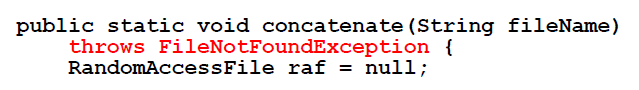 public static void concatenate(String fileName)
throws FileNotFoundException {
RandomAccessFile raf = null;